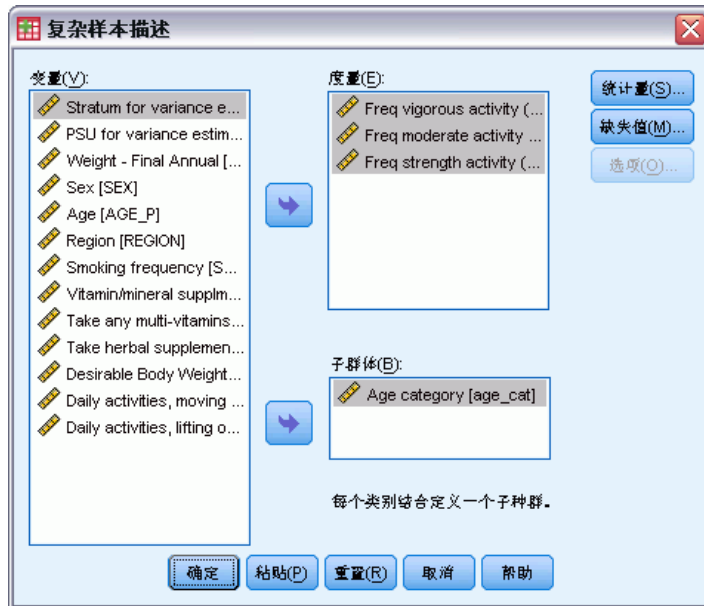 复杂样本描述
变量(V):
Stratum for variance e...
PSU for variance estim...
Weight - Final Annual [...
Sex [SEX]
Age [AGE_P]
Region [REGION]
Smoking frequency [S...
Vitamin/mineral supplm...
Take any multi-vitamins...
Take herbal supplemen...
Desirable Body Weight...
Daily activities, moving ...
Daily activities, lifting o...
度量(E):
Freq vigorous activity (...
Freq moderate activity ...
Freq strength activity (...
子群体(B):
Age category [age_cat]
每个类别结合定义一个子种群。
统计量(S)...
缺失值(M)...
选项(O)...
确定
粘贴(P)
重置(R)
取消
帮助